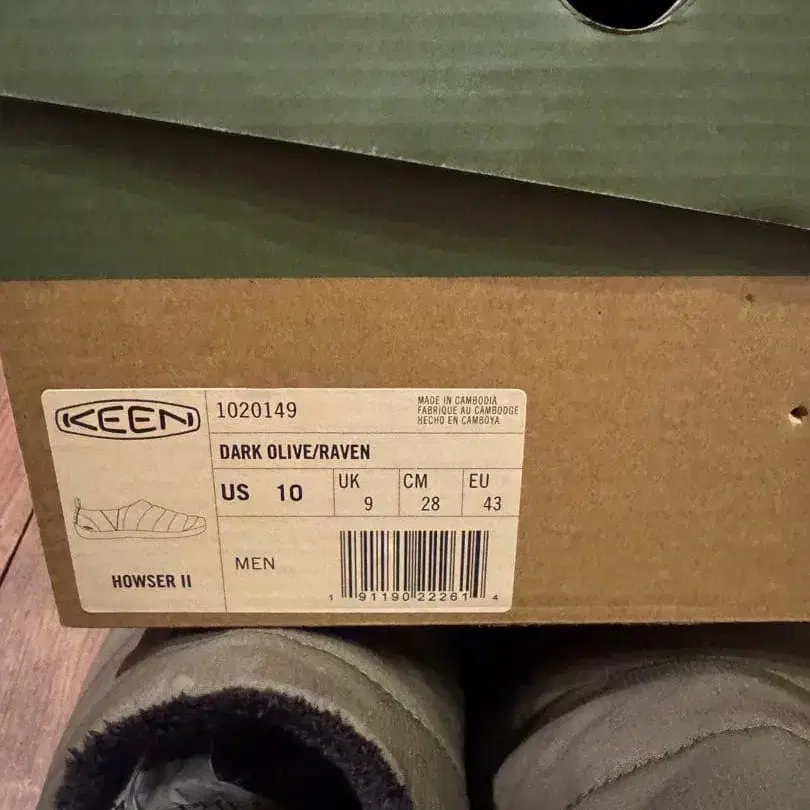 KEEN
1020149
MADE IN CAMBODIA
FABRIQUE AU CAMBODGE
HECHO EN CAMBOYA
DARK OLIVE/RAVEN
US 10
UK 9
CM 28
EU 43
HOWSER II
MEN
1 91190 22261 4